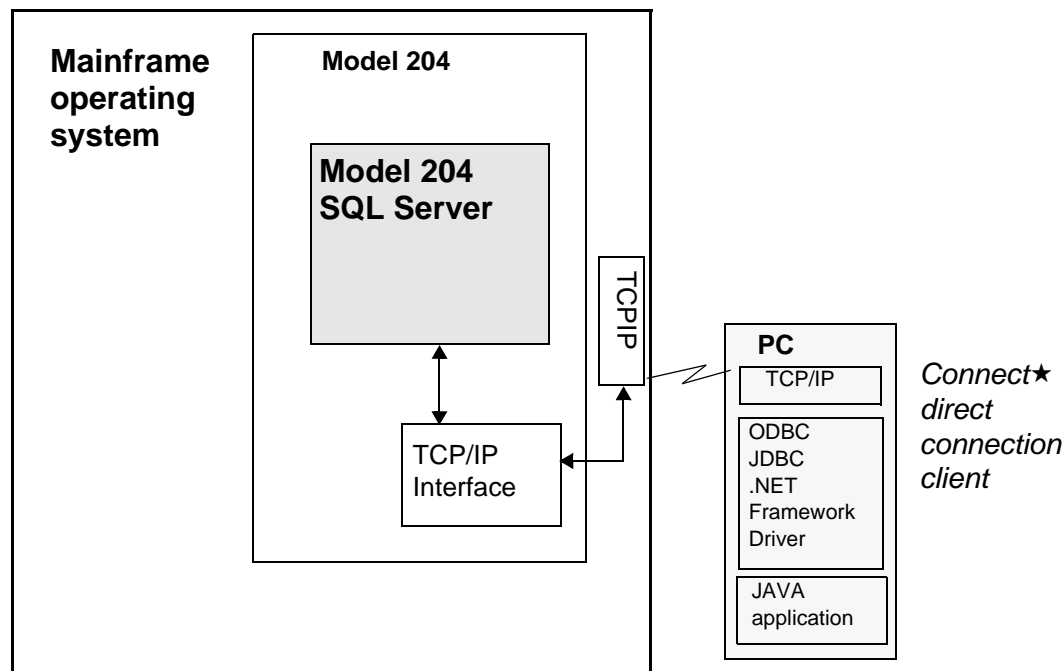 Mainframe
operating
system
Model 204
Model 204
SQL Server
TCPIP
TCP/IP
Interface
PC
TCP/IP
ODBC
JDBC
.NET
Framework
Driver
JAVA
application
Connect★
direct
connection
client